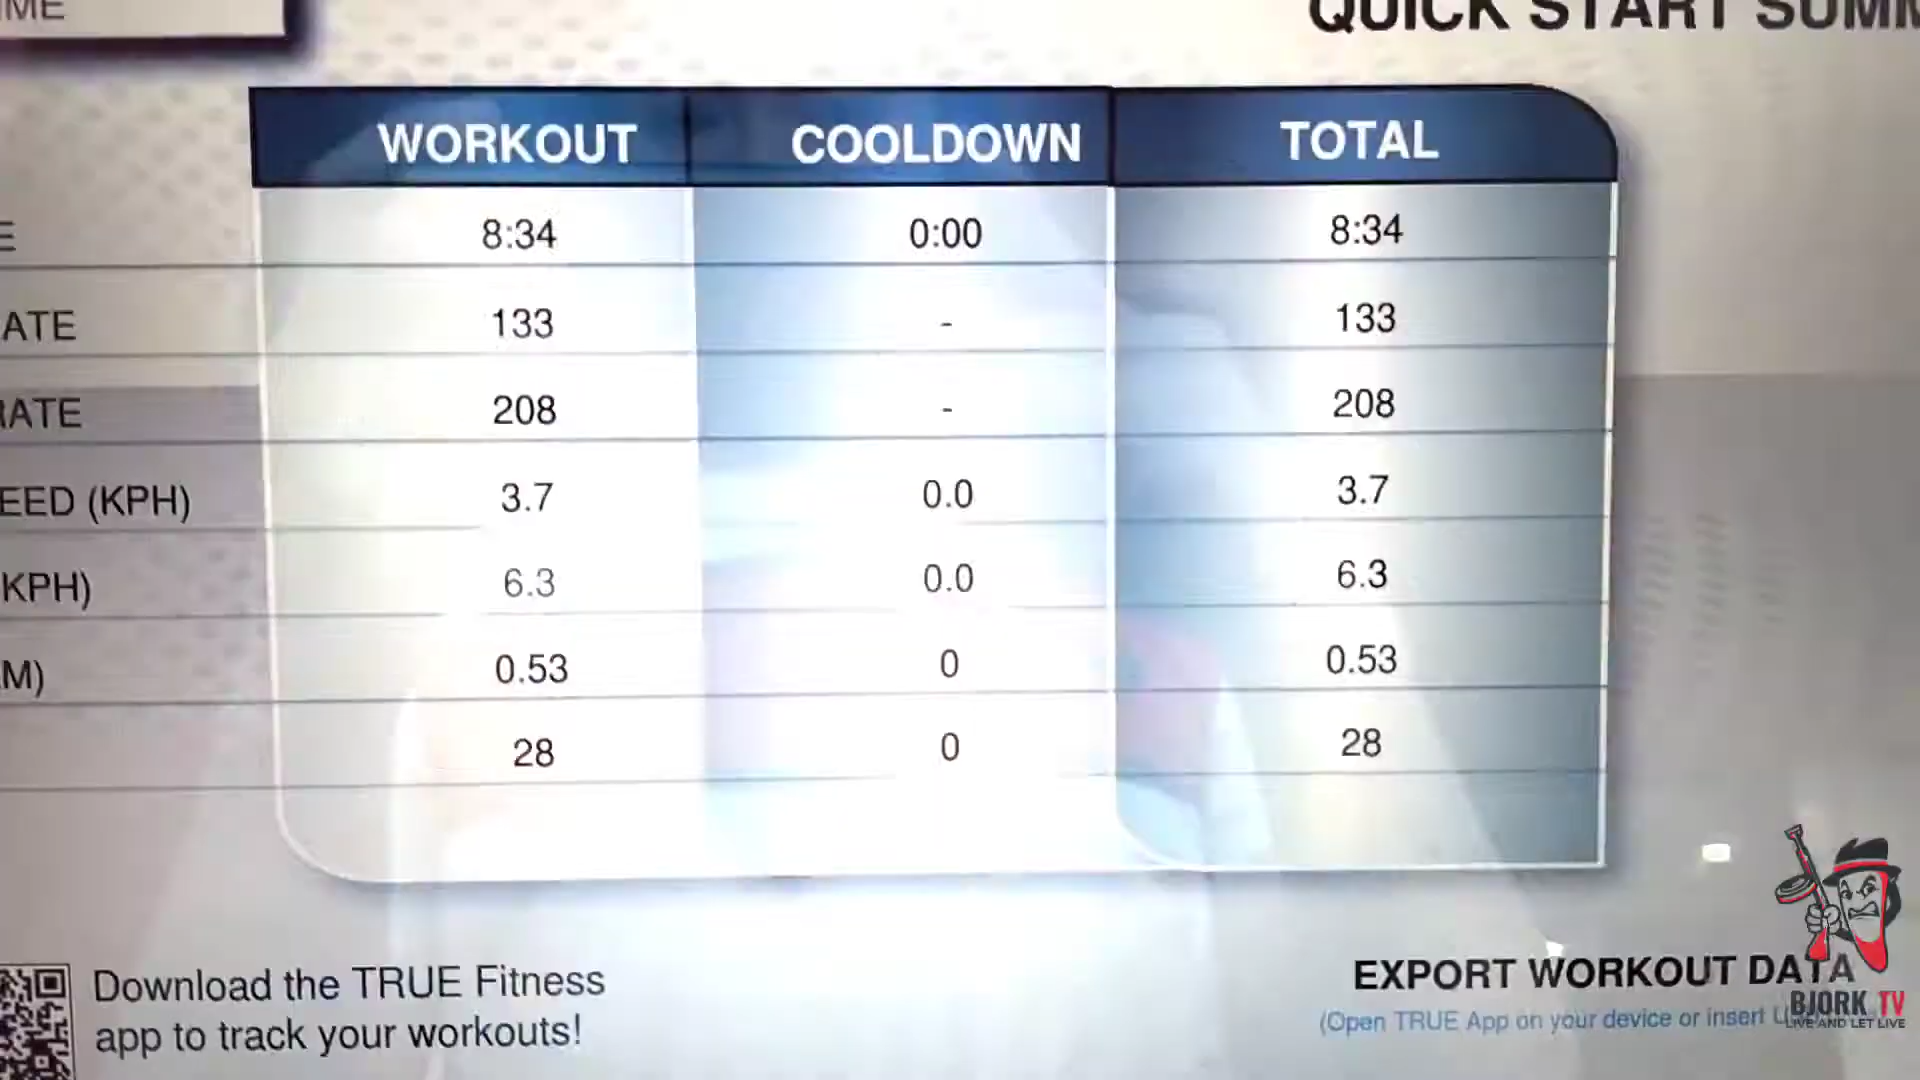 QUICK START SUMM
WORKOUT COOLDOWN TOTAL
E 8:34 0:00 8:34
ATE 133 - 133
RATE 208 - 208
EED (KPH) 3.7 0.0 3.7
KPH) 6.3 0.0 6.3
M) 0.53 0 0.53
28 0 28
Download the TRUE Fitness
app to track your workouts!
EXPORT WORKOUT DATA
(Open TRUE App on your device or insert
BJORK TV
LIVE AND LET LIVE